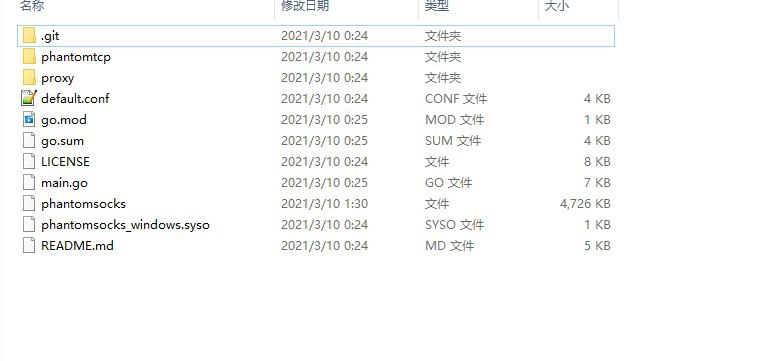 名称 修改日期 类型 大小
.git 2021/3/10 0:24 文件夹
phantomtcp 2021/3/10 0:24 文件夹
proxy 2021/3/10 0:24 文件夹
default.conf 2021/3/10 0:24 CONF 文件 4 KB
go.mod 2021/3/10 0:25 MOD 文件 1 KB
go.sum 2021/3/10 0:25 SUM 文件 4 KB
LICENSE 2021/3/10 0:24 文件 8 KB
main.go 2021/3/10 0:25 GO 文件 7 KB
phantomsocks 2021/3/10 1:30 文件 4,726 KB
phantomsocks_windows.syso 2021/3/10 0:24 SYSO 文件 1 KB
README.md 2021/3/10 0:24 MD 文件 5 KB